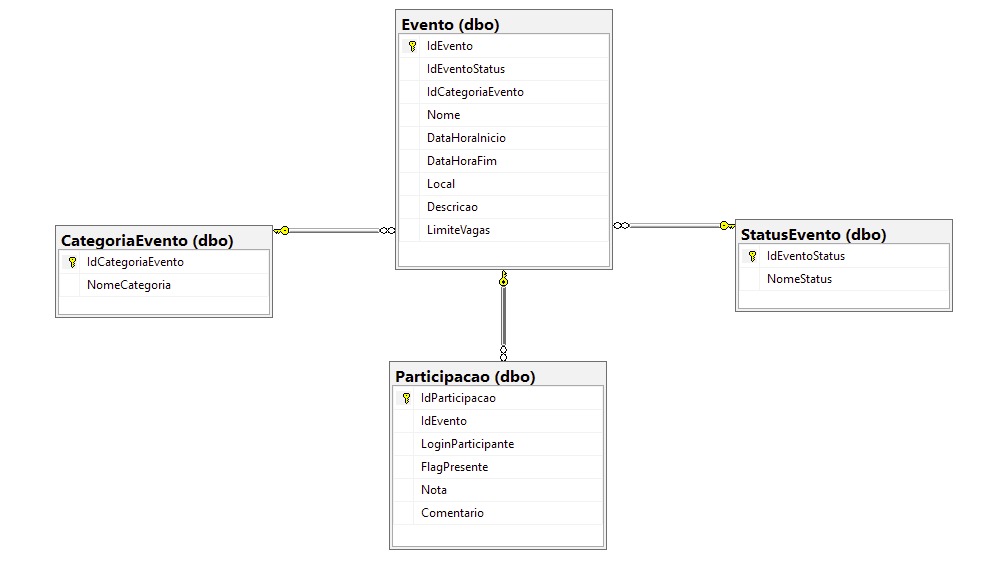 Evento (dbo)
IdEvento
IdEventoStatus
IdCategoriaEvento
Nome
DataHoraInicio
DataHoraFim
Local
Descricao
LimiteVagas
CategoriaEvento (dbo)
IdCategoriaEvento
NomeCategoria
StatusEvento (dbo)
IdEventoStatus
NomeStatus
Participacao (dbo)
IdParticipacao
IdEvento
LoginParticipante
FlagPresente
Nota
Comentario